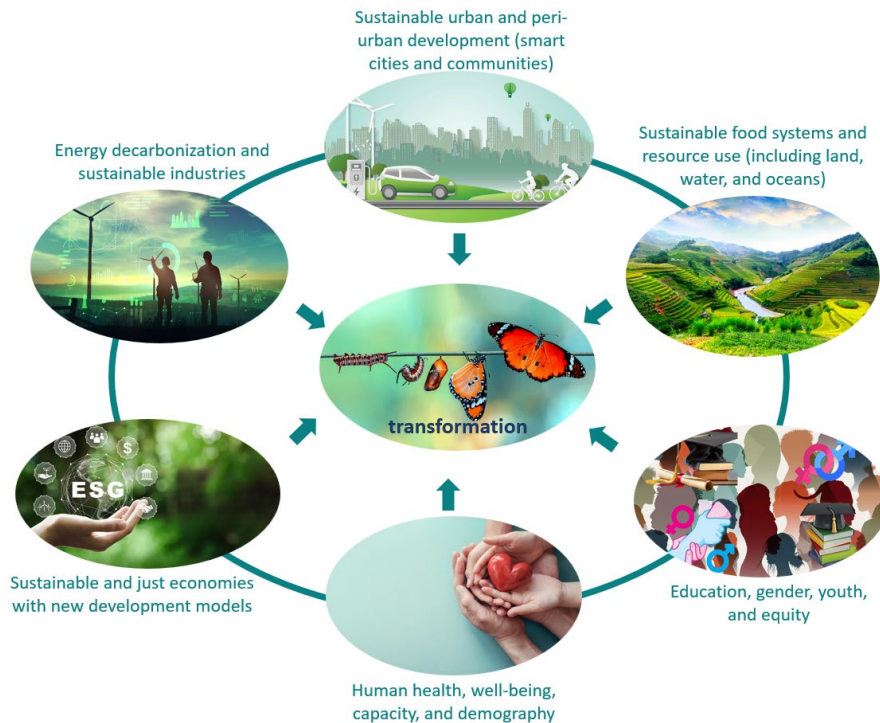 Sustainable urban and peri-
urban development (smart
cities and communities)
Energy decarbonization and
sustainable industries
Sustainable food systems and
resource use (including land,
water, and oceans)
transformation
$
ESG
Sustainable and just economies
with new development models
Education, gender, youth,
and equity
Human health, well-being,
capacity, and demography